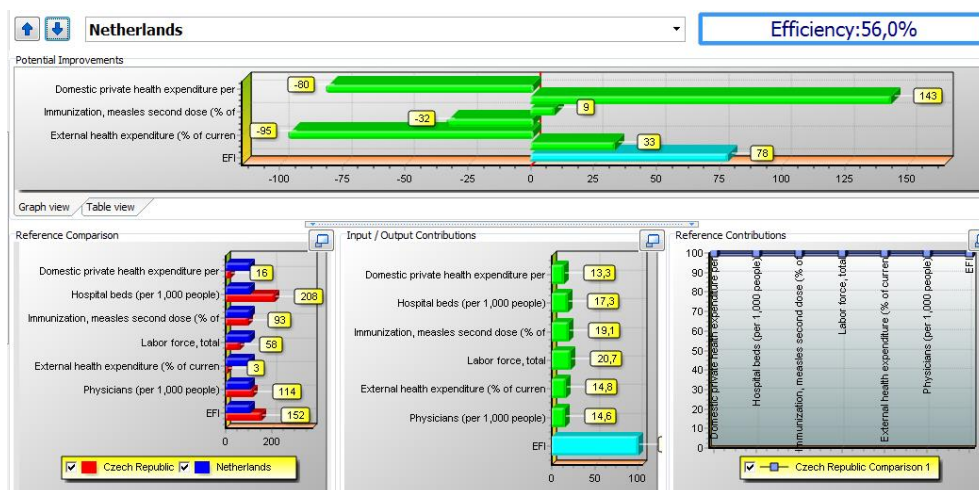 Netherlands
Efficiency:56,0%
Potential Improvements
Domestic private health expenditure per
Immunization, measles second dose (% of
External health expenditure (% of curren
EFI
-80
143
9
-32
-95
33
78
-100 -75 -50 -25 0 25 50 75 100 125 150
Graph view Table view
Reference Comparison
Domestic private health expenditure per
Hospital beds (per 1,000 people)
Immunization, measles second dose (% of
Labor force, total
External health expenditure (% of curren
Physicians (per 1,000 people)
EFI
16
208
93
58
3
114
152
0 200
Czech Republic Netherlands
Input / Output Contributions
Domestic private health expenditure per
Hospital beds (per 1,000 people)
Immunization, measles second dose (% of
Labor force, total
External health expenditure (% of curren
Physicians (per 1,000 people)
EFI
13,3
17,3
19,1
20,7
14,8
14,6
0 50 100
Reference Contributions
100
90
80
70
60
50
40
30
20
10
0
Domestic private health expenditure per
Hospital beds (per 1,000 people)
Immunization, measles second dose (% of
Labor force, total
External health expenditure (% of curren
Physicians (per 1,000 people)
EFI
Czech Republic Comparison 1